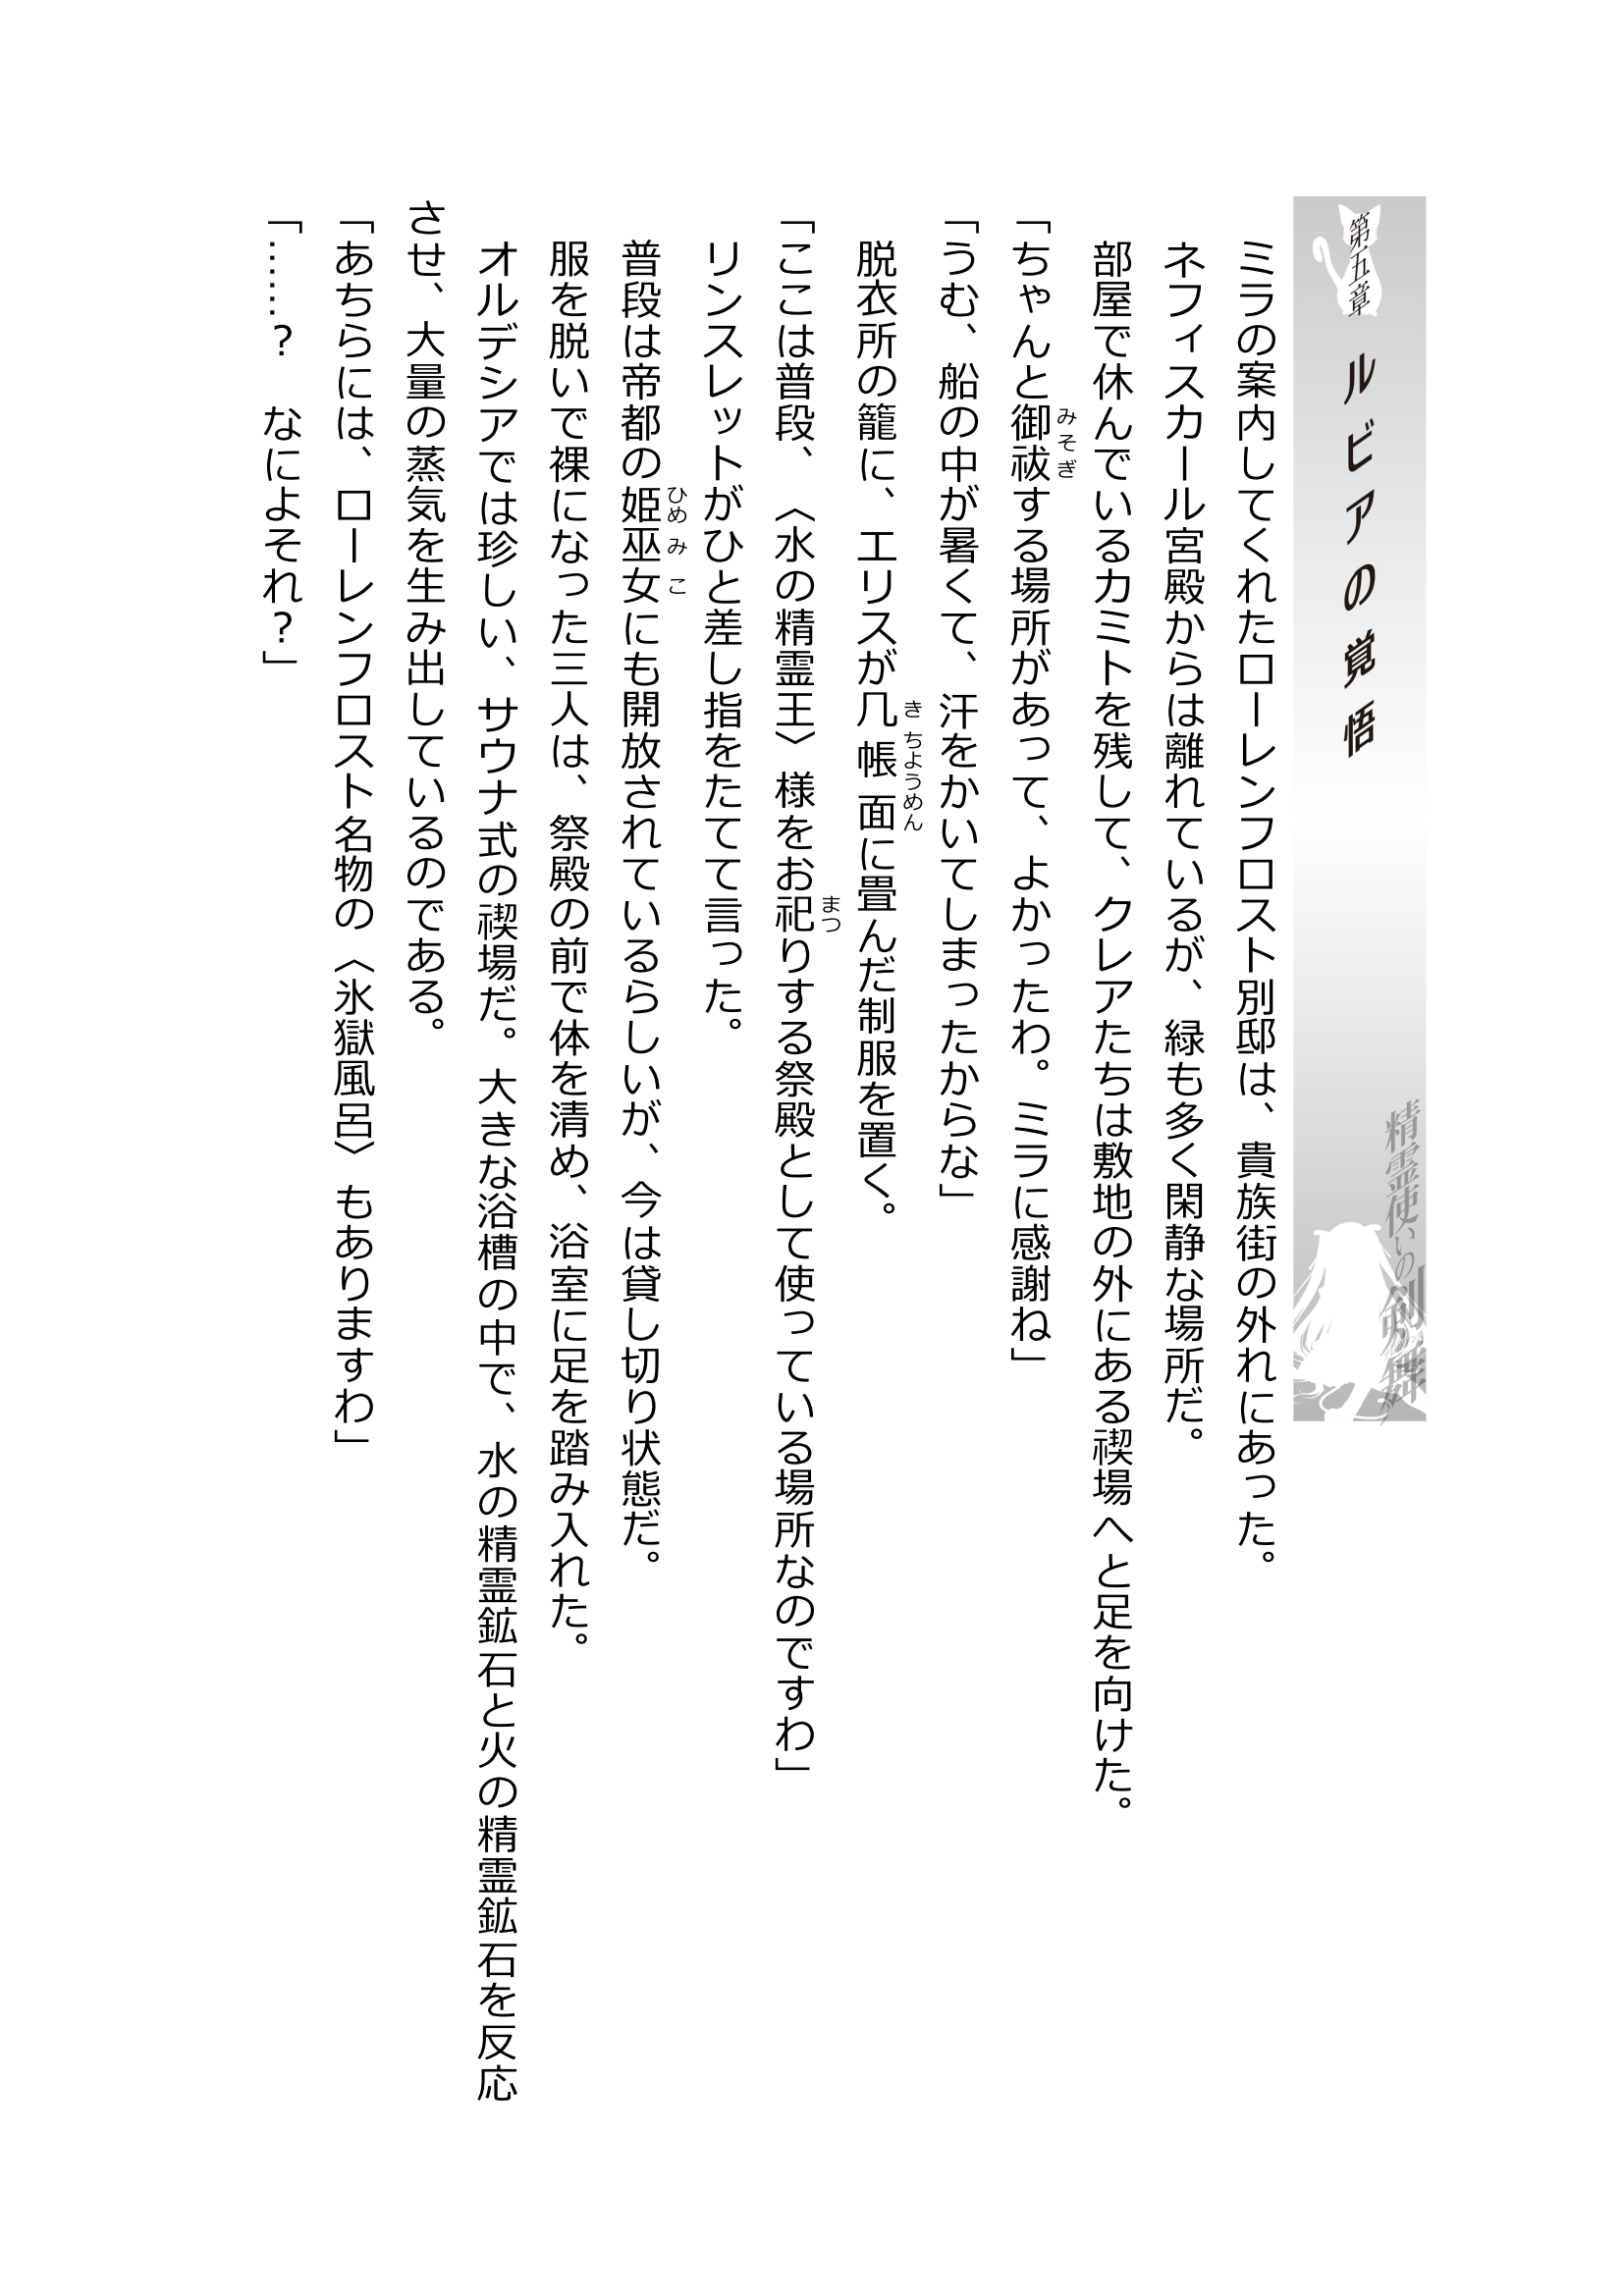 第五章 ルビアの覚悟
精霊使いの剣舞
ミラの案内してくれたローレンフロスト別邸は、貴族街の外れにあった。
ネフィスカール宮殿からは離れているが、緑も多く閑静な場所だ。
部屋で休んでいるカミトを残して、クレアたちは敷地の外にある禊場へと足を向けた。
「ちゃんと御祓する場所があって、よかったわ。ミラに感謝ね」
みそぎ
「うむ、船の中が暑くて、汗をかいてしまったからな」
脱衣所の籠に、エリスが几帳面に畳んだ制服を置く。
きちようめん
「ここは普段、〈水の精霊王〉様をお祀りする祭殿として使っている場所なのですわ」
まつ
リンスレットがひと差し指をたてて言った。
普段は帝都の姫巫女にも開放されているらしいが、今は貸し切り状態だ。
ひめみこ
服を脱いで裸になった三人は、祭殿の前で体を清め、浴室に足を踏み入れた。
オルデシアでは珍しい、サウナ式の禊場だ。大きな浴槽の中で、水の精霊鉱石と火の精霊鉱石を反応
させ、大量の蒸気を生み出しているのである。
「あちらには、ローレンフロスト名物の〈氷獄風呂〉もありますわ」
「……？　なによそれ？」